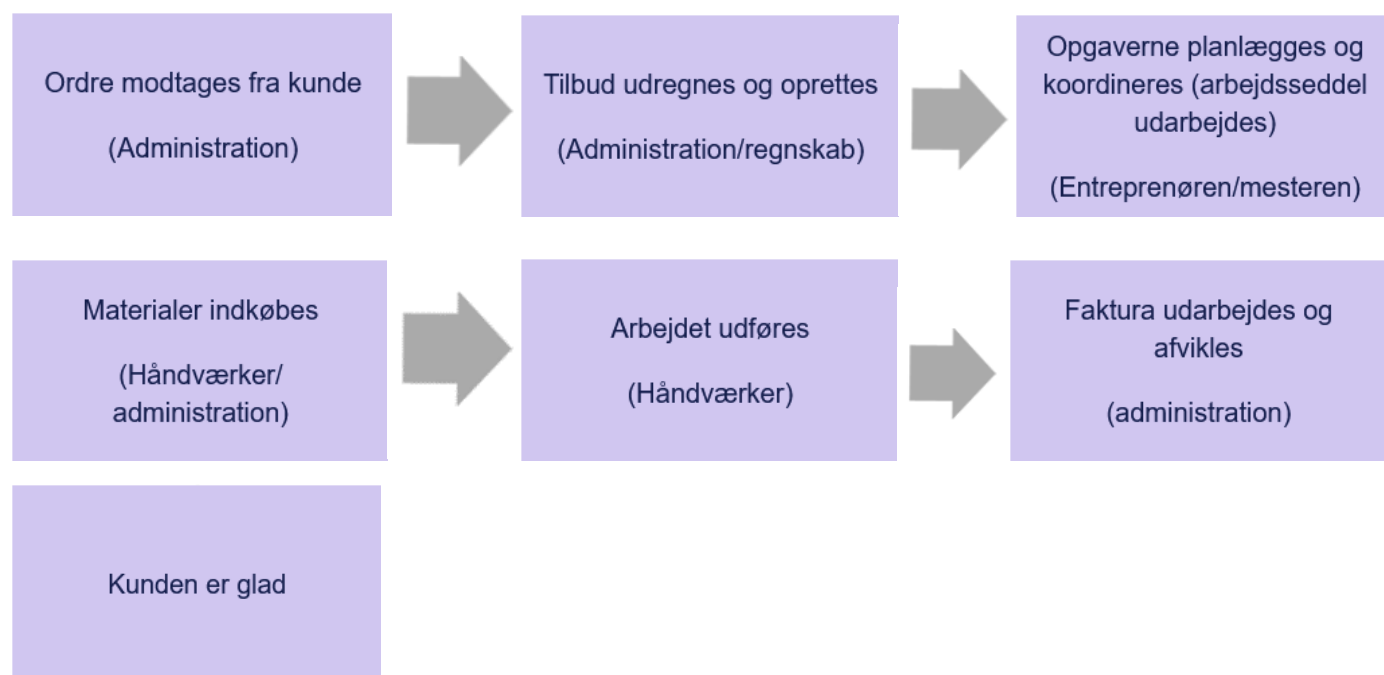 Ordre modtages fra kunde
(Administration)
Tilbud udregnes og oprettes
(Administration/regnskab)
Opgaverne planlægges og
koordineres (arbejdsseddel
udarbejdes)
(Entreprenøren/mesteren)
Materialer indkøbes
(Håndværker/
administration)
Arbejdet udføres
(Håndværker)
Faktura udarbejdes og
afvikles
(administration)
Kunden er glad